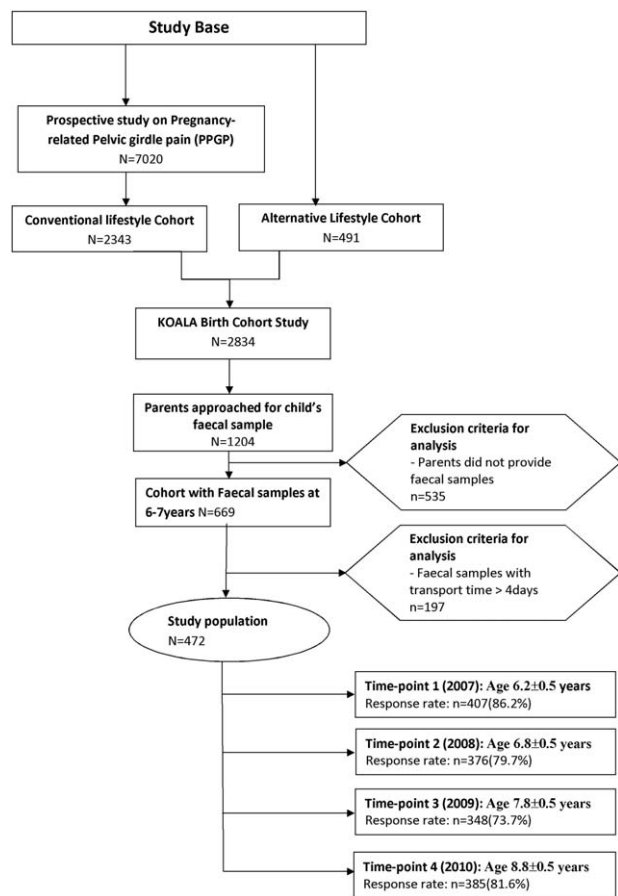 Study Base
Prospective study on Pregnancy-
related Pelvic girdle pain (PPGP)
N=7020
Conventional lifestyle Cohort
N=2343
Alternative Lifestyle Cohort
N=491
KOALA Birth Cohort Study
N=2834
Parents approached for child's
faecal sample
N=1204
Exclusion criteria for
analysis
- Parents did not provide
faecal samples
n=535
Cohort with Faecal samples at
6-7years N=669
Exclusion criteria for
analysis
- Faecal samples with
transport time > 4days
n=197
Study population
N=472
Time-point 1 (2007): Age 6.2±0.5 years
Response rate: n=407(86.2%)
Time-point 2 (2008): Age 6.8±0.5 years
Response rate: n=376(79.7%)
Time-point 3 (2009): Age 7.8±0.5 years
Response rate: n=348(73.7%)
Time-point 4 (2010): Age 8.8±0.5 years
Response rate: n=385(81.6%)